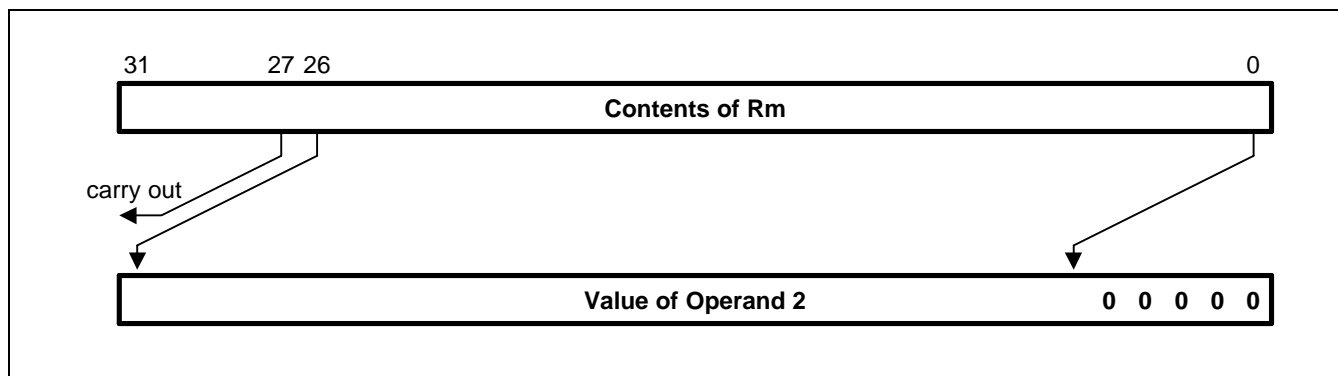 31 27 26 0
Contents of Rm
carry out
Value of Operand 2 0 0 0 0 0